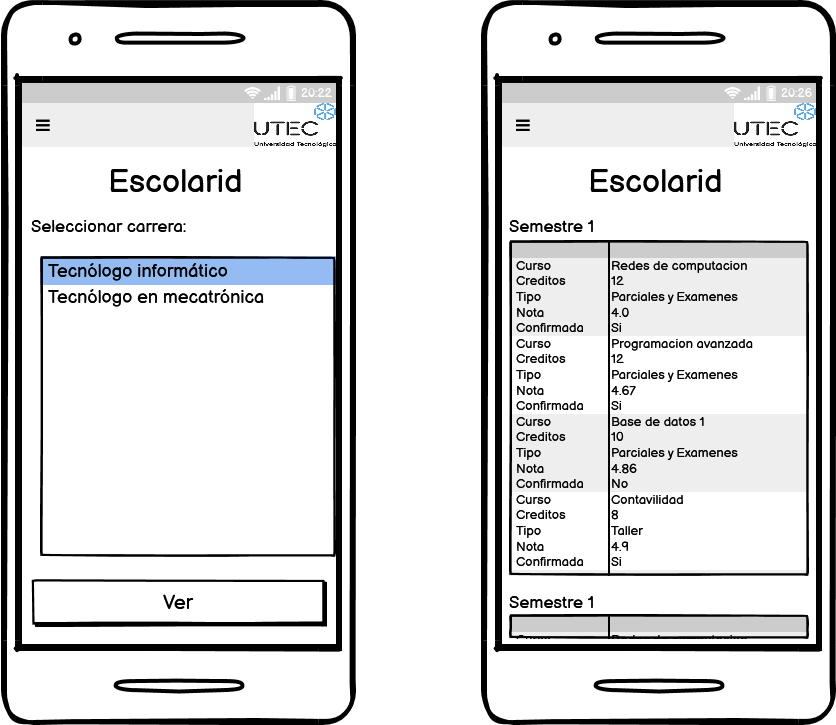 20:22
UTEC
Universidad Tecnológica
Escolarid
Seleccionar carrera:
Tecnólogo informático
Tecnólogo en mecatrónica
Ver
20:26
UTEC
Universidad Tecnológica
Escolarid
Semestre 1
Curso Redes de computacion
Creditos 12
Tipo Parciales y Examenes
Nota 4.0
Confirmada Si
Curso Programacion avanzada
Creditos 12
Tipo Parciales y Examenes
Nota 4.67
Confirmada Si
Curso Base de datos 1
Creditos 10
Tipo Parciales y Examenes
Nota 4.86
Confirmada No
Curso Contavilidad
Creditos 8
Tipo Taller
Nota 4.9
Confirmada Si
Semestre 1